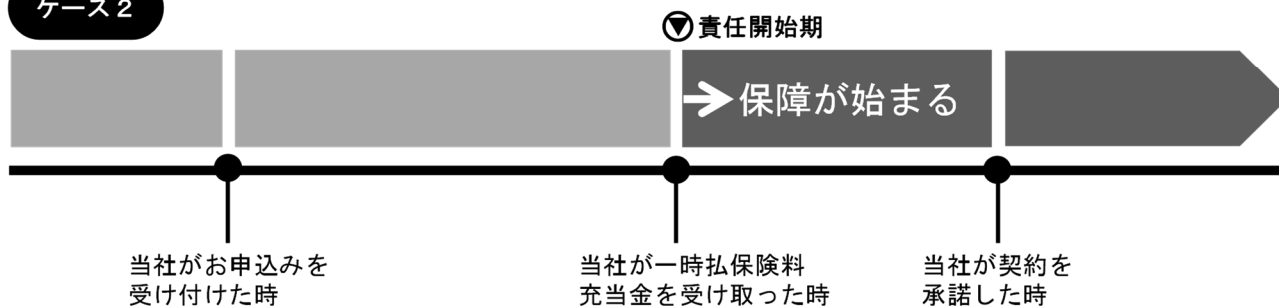 ケース2
責任開始期
保障が始まる
当社がお申込みを
受け付けた時
当社が一時払保険料
充当金を受け取った時
当社が契約を
承諾した時